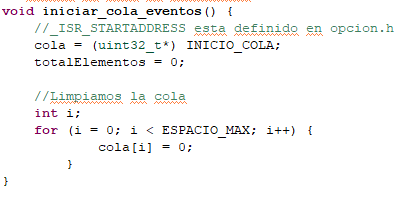 void iniciar_cola_eventos() {
//_ISR_STARTADDRESS esta definido en opcion.h
cola = (uint32_t*) INICIO_COLA;
totalElementos = 0;
//Limpiamos la cola
int i;
for (i = 0; i < ESPACIO_MAX; i++) {
cola[i] = 0;
}
}